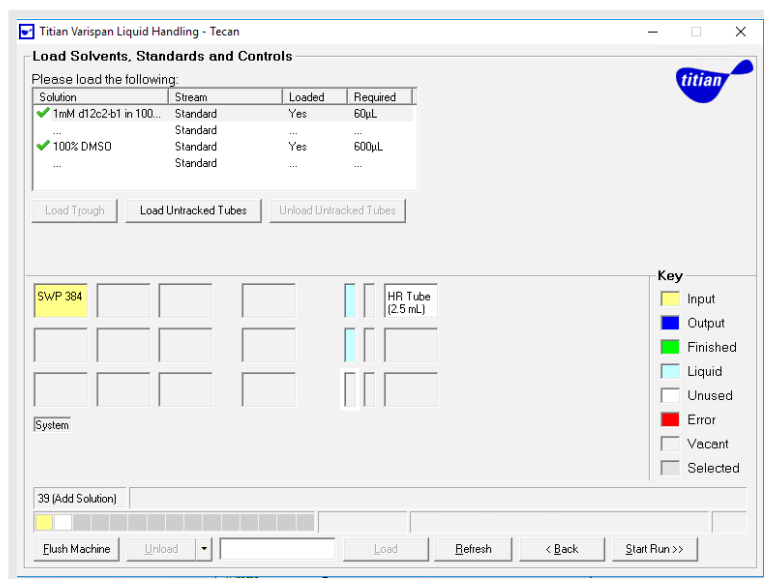 Titian Varispan Liquid Handling - Tecan
Load Solvents, Standards and Controls
Please load the following:
titian
Solution Stream Loaded Required
1mM d12c2-b1 in 100... Standard Yes 60µL
... Standard ... ...
100% DMSO Standard Yes 600µL
... Standard ... ...
Load Trough Load Untracked Tubes Unload Untracked Tubes
Key
SWP 384
HR Tube
(2.5 mL)
Input
Output
Finished
Liquid
Unused
Error
Vacant
Selected
System
39 (Add Solution)
Flush Machine Unload Load Refresh < Back Start Run >>